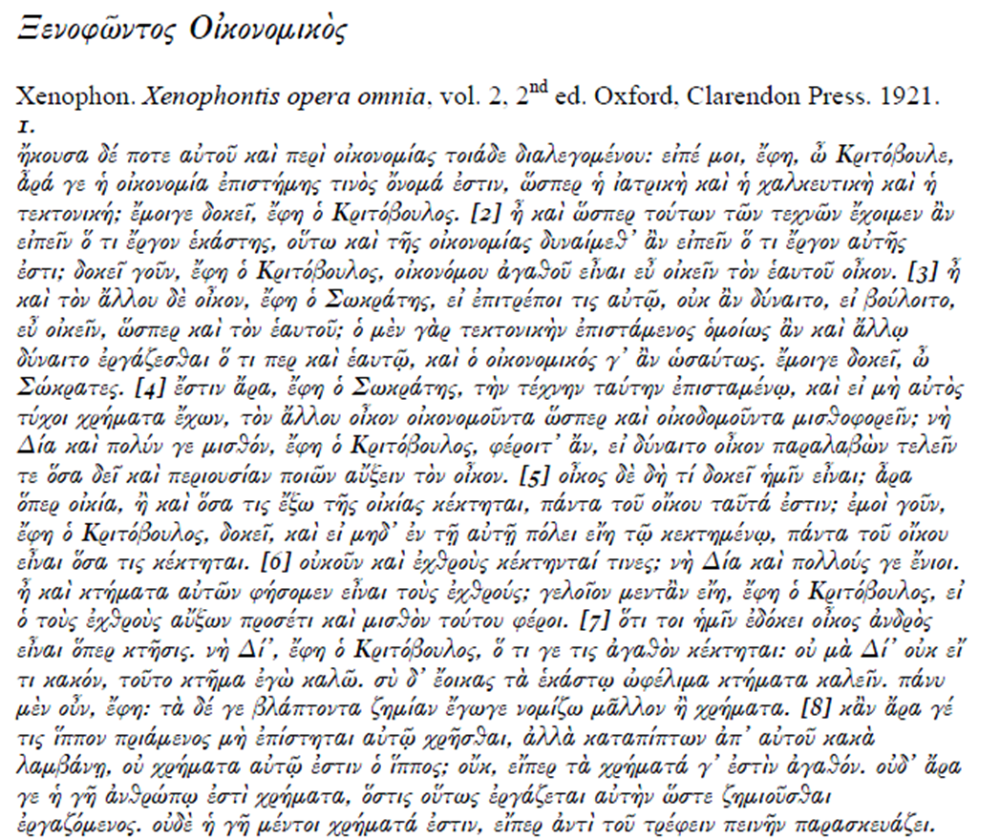 Ξενοφῶντος Οἰκονομικὸς
Xenophon. Xenophontis opera omnia, vol. 2, 2nd ed. Oxford, Clarendon Press. 1921.
1.
ἤκουσα δέ ποτε αὐτοῦ καὶ περὶ οἰκονομίας τοιάδε διαλεγομένου: εἰπέ μοι, ἔφη, ὦ Κριτόβουλε,
ἆρά γε ἡ οἰκονομία ἐπιστήμης τινὸς ὄνομά ἐστιν, ὥσπερ ἡ ἰατρικὴ καὶ ἡ χαλκευτικὴ καὶ ἡ
τεκτονική; ἔμοιγε δοκεῖ, ἔφη ὁ Κριτόβουλος. [2] ἦ καὶ ὥσπερ τούτων τῶν τεχνῶν ἔχοιμεν ἂν
εἰπεῖν ὅ τι ἔργον ἑκάστης, οὕτω καὶ τῆς οἰκονομίας δυναίμεθ' ἂν εἰπεῖν ὅ τι ἔργον αὐτῆς
ἐστι; δοκεῖ γοῦν, ἔφη ὁ Κριτόβουλος, οἰκονόμου ἀγαθοῦ εἶναι εὖ οἰκεῖν τὸν ἑαυτοῦ οἶκον. [3] ἦ
καὶ τὸν ἄλλου δὲ οἶκον, ἔφη ὁ Σωκράτης, εἰ ἐπιτρέποι τις αὐτῷ, οὐκ ἂν δύναιτο, εἰ βούλοιτο,
εὖ οἰκεῖν, ὥσπερ καὶ τὸν ἑαυτοῦ; ὁ μὲν γὰρ τεκτονικὴν ἐπιστάμενος ὁμοίως ἂν καὶ ἄλλῳ
δύναιτο ἐργάζεσθαι ὅ τι περ καὶ ἑαυτῷ, καὶ ὁ οἰκονομικός γ' ἂν ὡσαύτως. ἔμοιγε δοκεῖ, ὦ
Σώκρατες. [4] ἔστιν ἄρα, ἔφη ὁ Σωκράτης, τὴν τέχνην ταύτην ἐπισταμένῳ, καὶ εἰ μὴ αὐτὸς
τύχοι χρήματα ἔχων, τὸν ἄλλου οἶκον οἰκονομοῦντα ὥσπερ καὶ οἰκοδομοῦντα μισθοφορεῖν; νὴ
Δία καὶ πολύν γε μισθόν, ἔφη ὁ Κριτόβουλος, φέροιτ' ἄν, εἰ δύναιτο οἶκον παραλαβὼν τελεῖν
τε ὅσα δεῖ καὶ περιουσίαν ποιῶν αὔξειν τὸν οἶκον. [5] οἶκος δὲ δὴ τί δοκεῖ ἡμῖν εἶναι; ἆρα
ὅπερ οἰκία, ἢ καὶ ὅσα τις ἔξω τῆς οἰκίας κέκτηται, πάντα τοῦ οἴκου ταῦτά ἐστιν; ἐμοὶ γοῦν,
ἔφη ὁ Κριτόβουλος, δοκεῖ, καὶ εἰ μηδ' ἐν τῇ αὐτῇ πόλει εἴη τῷ κεκτημένῳ, πάντα τοῦ οἴκου
εἶναι ὅσα τις κέκτηται. [6] οὐκοῦν καὶ ἐχθροὺς κέκτηνταί τινες; νὴ Δία καὶ πολλούς γε ἔνιοι.
ἦ καὶ κτήματα αὐτῶν φήσομεν εἶναι τοὺς ἐχθρούς; γελοῖον μεντἂν εἴη, ἔφη ὁ Κριτόβουλος, εἰ
ὁ τοὺς ἐχθροὺς αὔξων προσέτι καὶ μισθὸν τούτου φέροι. [7] ὅτι τοι ἡμῖν ἐδόκει οἶκος ἀνδρὸς
εἶναι ὅπερ κτῆσις. νὴ Δί', ἔφη ὁ Κριτόβουλος, ὅ τι γε τις ἀγαθὸν κέκτηται: οὐ μὰ Δί' οὐκ εἴ
τι κακόν, τοῦτο κτῆμα ἐγὼ καλῶ. σὺ δ' ἔοικας τὰ ἑκάστῳ ὠφέλιμα κτήματα καλεῖν. πάνυ
μὲν οὖν, ἔφη: τὰ δέ γε βλάπτοντα ζημίαν ἔγωγε νομίζω μᾶλλον ἢ χρήματα. [8] κἂν ἄρα γέ
τις ἵππον πριάμενος μὴ ἐπίστηται αὐτῷ χρῆσθαι, ἀλλὰ καταπίπτων ἀπ' αὐτοῦ κακὰ
λαμβάνῃ, οὐ χρήματα αὐτῷ ἐστιν ὁ ἵππος; οὔκ, εἴπερ τὰ χρήματά γ' ἐστὶν ἀγαθόν. οὐδ' ἄρα
γε ἡ γῆ ἀνθρώπῳ ἐστὶ χρήματα, ὅστις οὕτως ἐργάζεται αὐτὴν ὥστε ζημιοῦσθαι
ἐργαζόμενος. οὐδὲ ἡ γῆ μέντοι χρήματά ἐστιν, εἴπερ ἀντὶ τοῦ τρέφειν πεινῆν παρασκευάζει.